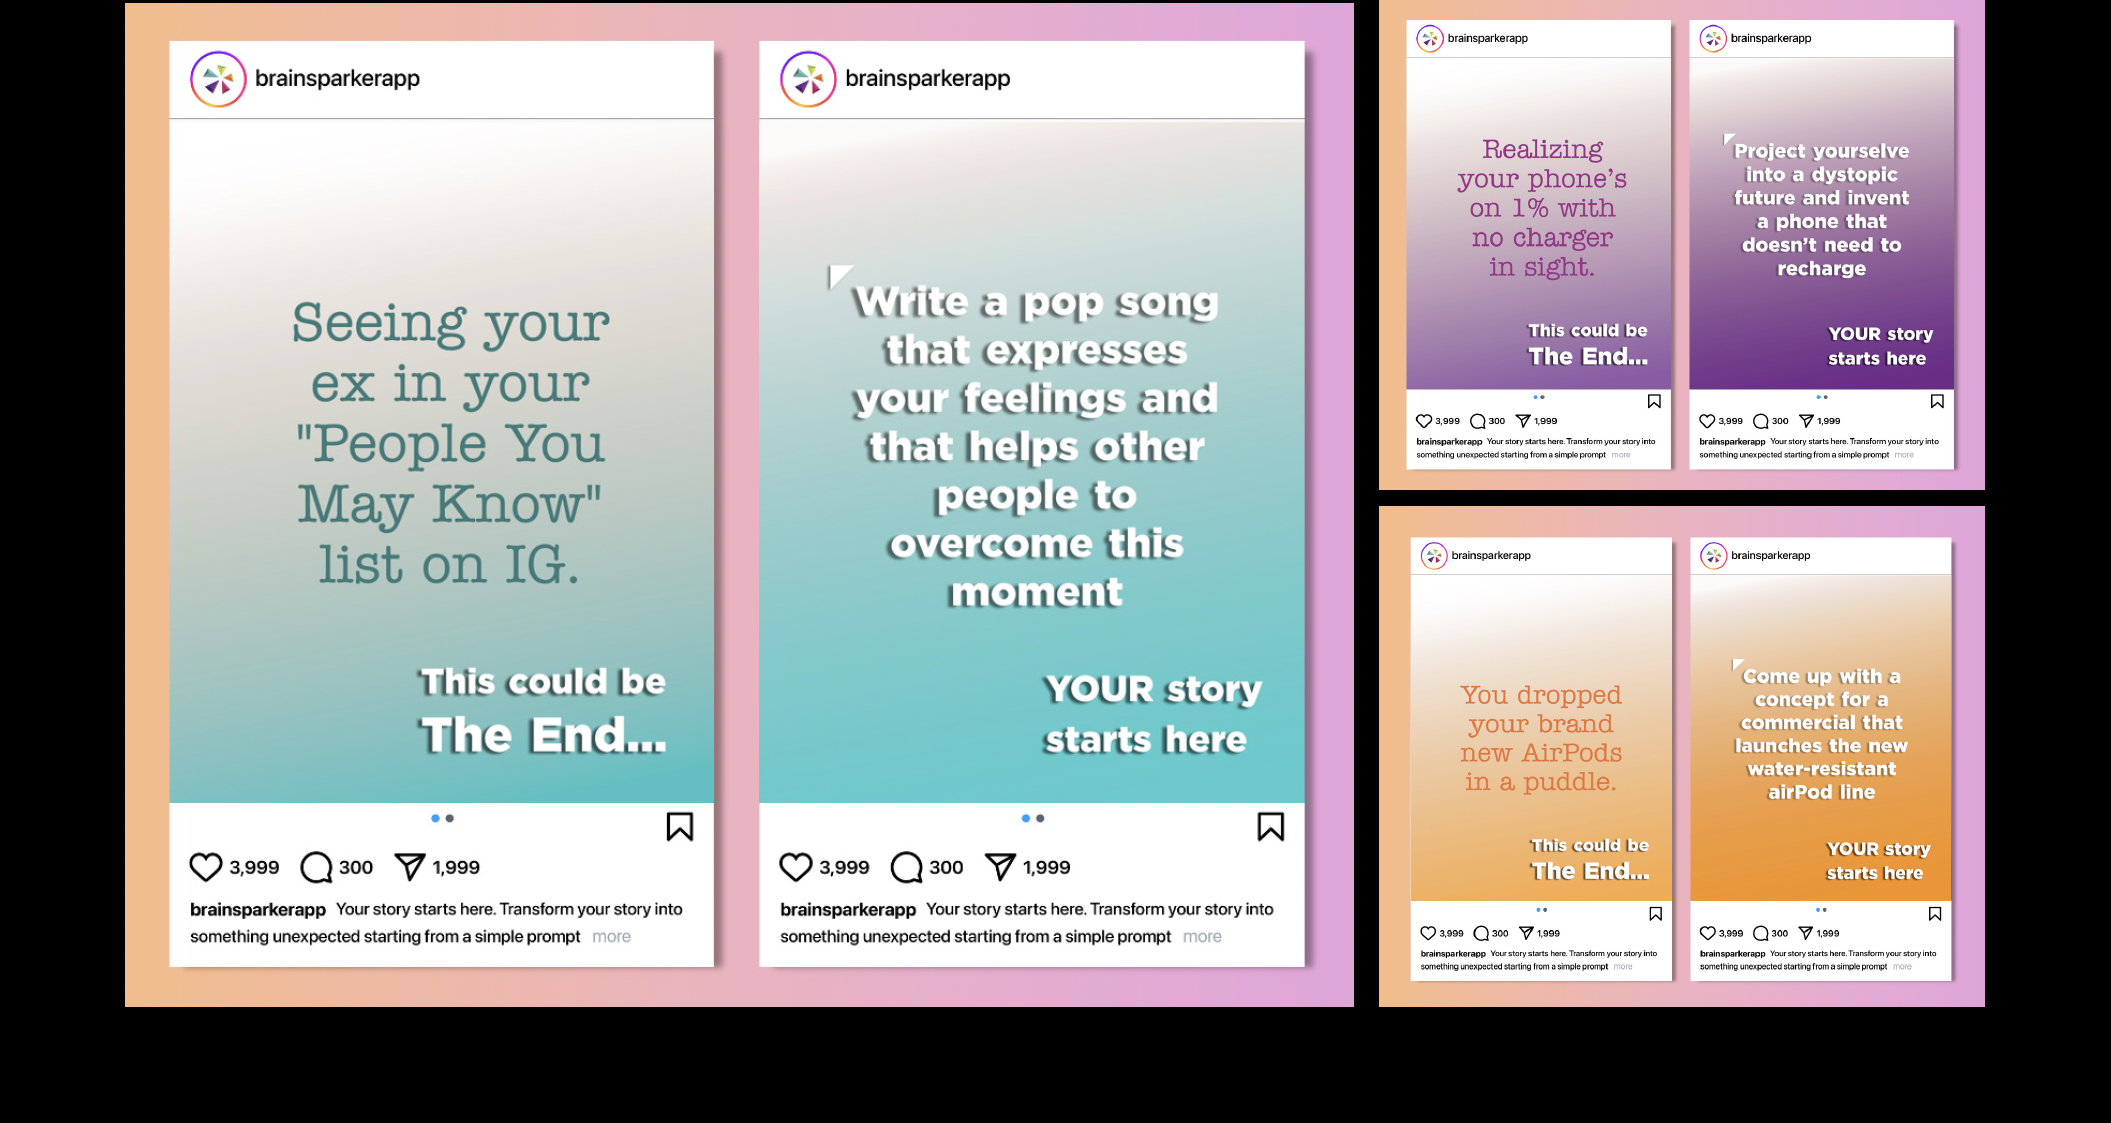 brainsparkerapp
Seeing your
ex in your
"People You
May Know"
list on IG.
This could be
The End...
3,999 300 1,999
brainsparkerapp Your story starts here. Transform your story into
something unexpected starting from a simple prompt more
brainsparkerapp
Write a pop song
that expresses
your feelings and
that helps other
people to
overcome this
moment
YOUR story
starts here
3,999 300 1,999
brainsparkerapp Your story starts here. Transform your story into
something unexpected starting from a simple prompt more
brainsparkerapp
Realizing
your phone's
on 1% with
no charger
in sight.
This could be
The End...
3,999 300 1,999
brainsparkerapp Your story starts here. Transform your story into
something unexpected starting from a simple prompt more
brainsparkerapp
Project yourselve
into a dystopic
future and invent
a phone that
doesn't need to
recharge
YOUR story
starts here
3,999 300 1,999
brainsparkerapp Your story starts here. Transform your story into
something unexpected starting from a simple prompt more
brainsparkerapp
You dropped
your brand
new AirPods
in a puddle.
This could be
The End...
3,999 300 1,999
brainsparkerapp Your story starts here. Transform your story into
something unexpected starting from a simple prompt more
brainsparkerapp
Come up with a
concept for a
commercial that
launches the new
water-resistant
airPod line
YOUR story
starts here
3,999 300 1,999
brainsparkerapp Your story starts here. Transform your story into
something unexpected starting from a simple prompt more